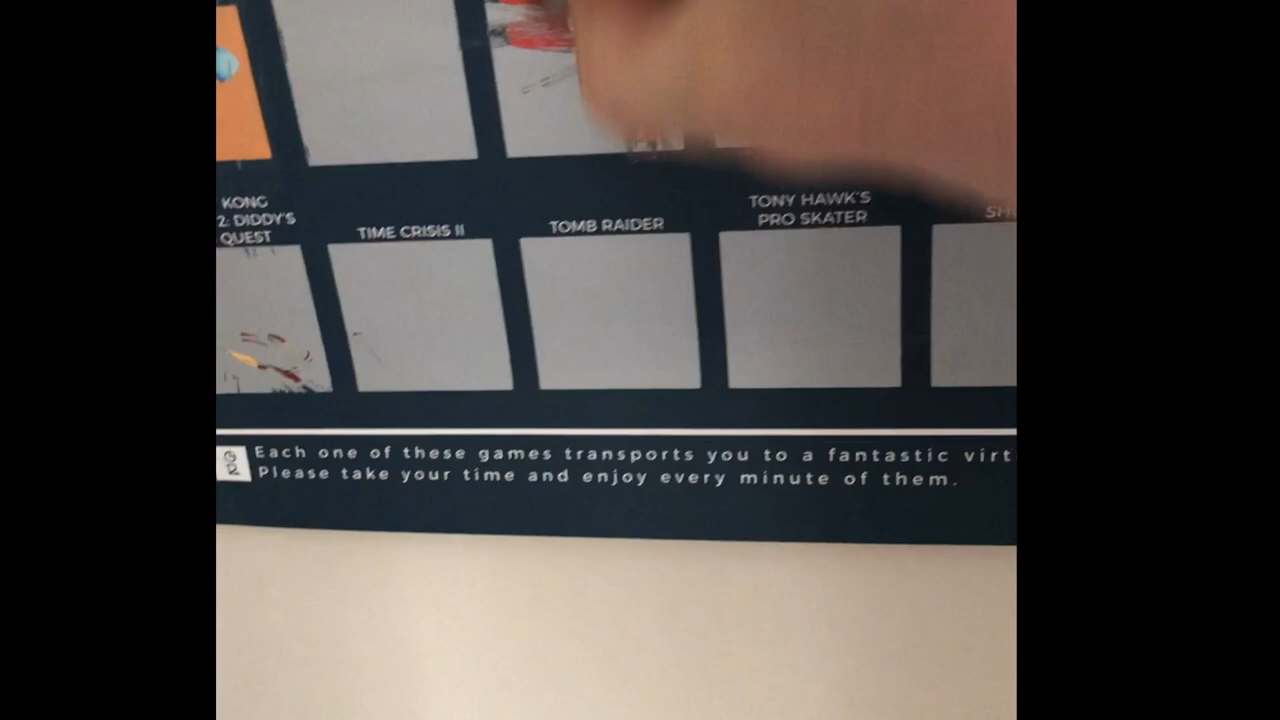 KONG
2: DIDDY'S
QUEST
TIME CRISIS II
TOMB RAIDER
TONY HAWK'S
PRO SKATER
Each one of these games transports you to a fantastic virt
Please take your time and enjoy every minute of them.